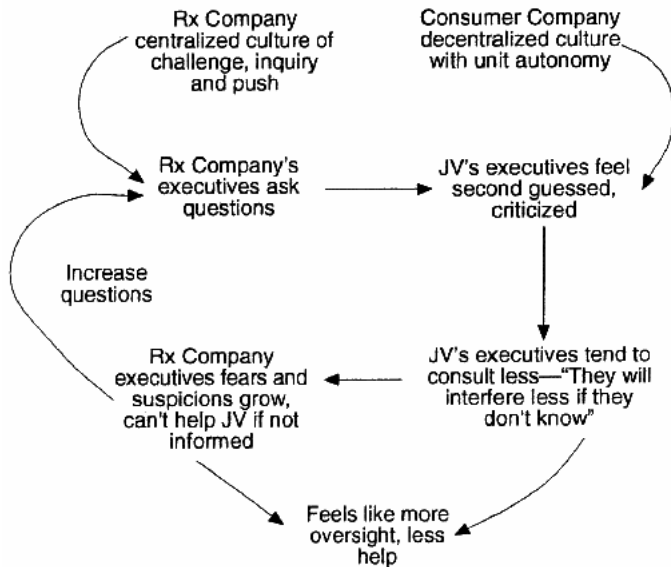 Rx Company
centralized culture of
challenge, inquiry
and push
Consumer Company
decentralized culture
with unit autonomy
Rx Company's
executives ask
questions
JV's executives feel
second guessed,
criticized
Increase
questions
Rx Company
executives fears and
suspicions grow,
can't help JV if not
informed
JV's executives tend to
consult less—"They will
interfere less if they
don't know"
Feels like more
oversight, less
help